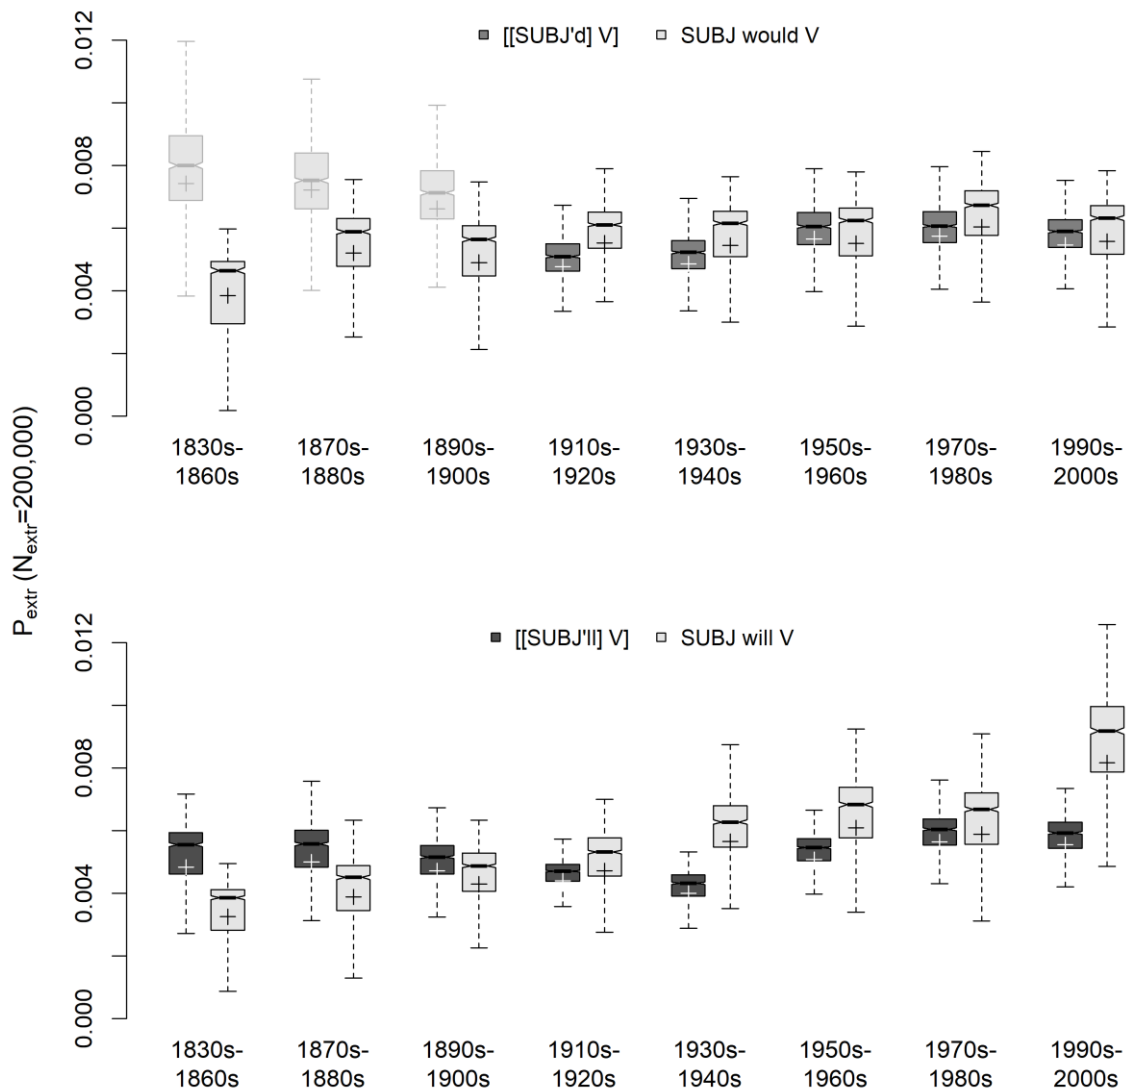 [[SUBJ'd] V] SUBJ would V
0.012
0.008
0.004
0.000
1830s-
1860s
1870s-
1880s
1890s-
1900s
1910s-
1920s
1930s-
1940s
1950s-
1960s
1970s-
1980s
1990s-
2000s
P_extr (N_extr=200,000)
[[SUBJ'll] V] SUBJ will V
0.012
0.008
0.004
0.000
1830s-
1860s
1870s-
1880s
1890s-
1900s
1910s-
1920s
1930s-
1940s
1950s-
1960s
1970s-
1980s
1990s-
2000s